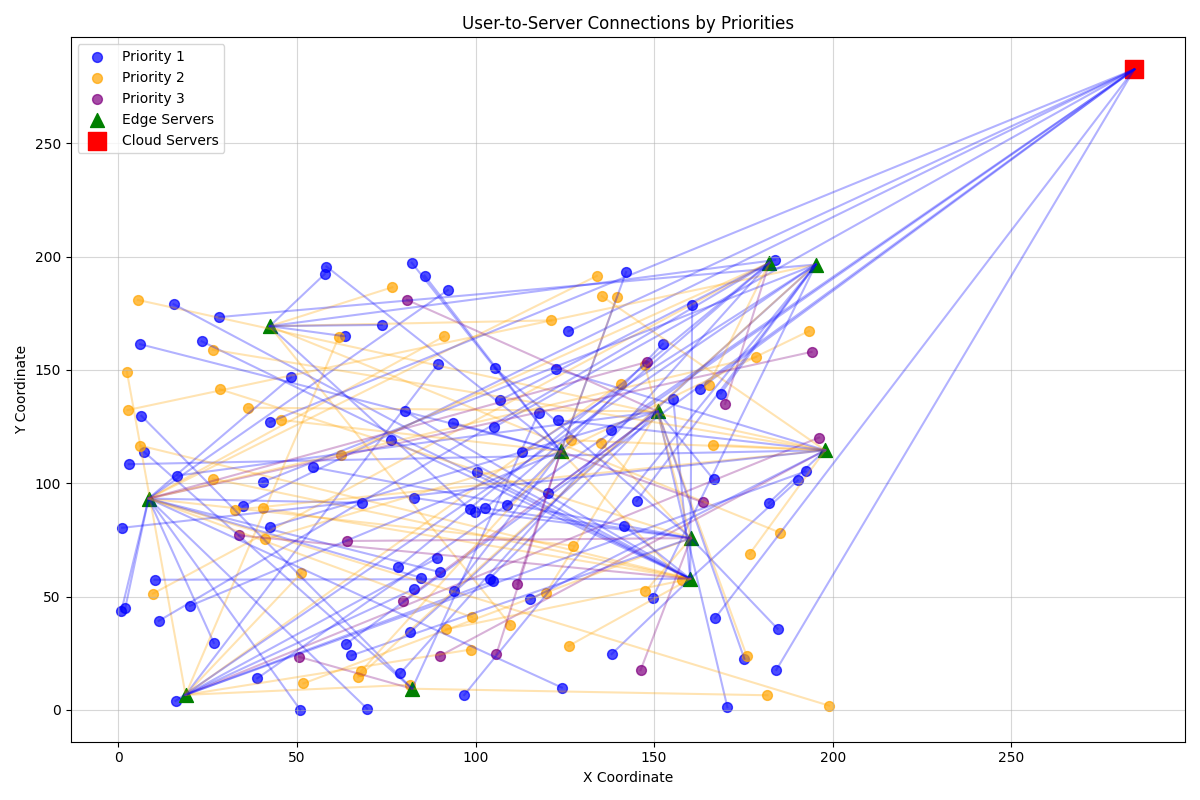 User-to-Server Connections by Priorities
Priority 1
Priority 2
Priority 3
Edge Servers
Cloud Servers
Y Coordinate
250
200
150
100
50
0
0 50 100 150 200 250
X Coordinate